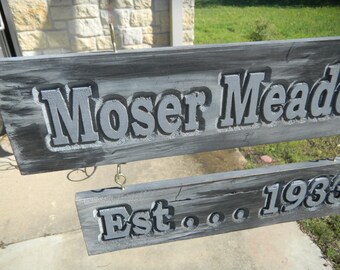 Moser Mead
Est . . . 193